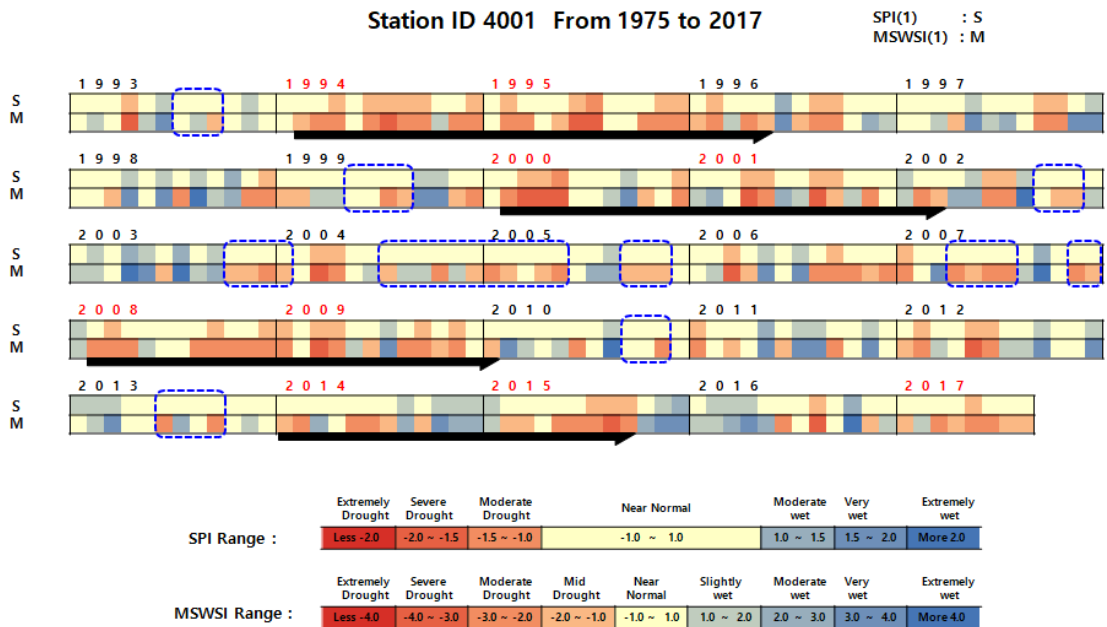 Station ID 4001 From 1975 to 2017
SPI(1) : S
MSWSI(1) : M
1993 1994 1995 1996 1997
S
M
1998 1999 2000 2001 2002
S
M
2003 2004 2005 2006 2007
S
M
2008 2009 2010 2011 2012
S
M
2013 2014 2015 2016 2017
S
M
Extremely Drought Severe Drought Moderate Drought Near Normal Moderate wet Very wet Extremely wet
SPI Range : Less -2.0 -2.0 ~ -1.5 -1.5 ~ -1.0 -1.0 ~ 1.0 1.0 ~ 1.5 1.5 ~ 2.0 More 2.0
Extremely Drought Severe Drought Moderate Drought Mid Drought Near Normal Slightly wet Moderate wet Very wet Extremely wet
MSWSI Range : Less -4.0 -4.0 ~ -3.0 -3.0 ~ -2.0 -2.0 ~ -1.0 -1.0 ~ 1.0 1.0 ~ 2.0 2.0 ~ 3.0 3.0 ~ 4.0 More 4.0